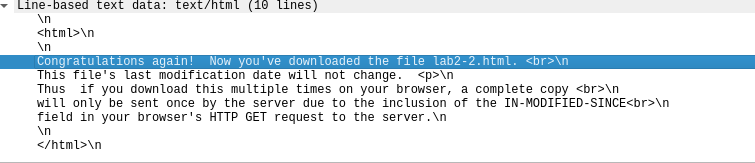 Line-based text data: text/html (10 lines)
\n
<html>\n
\n
Congratulations again!  Now you've downloaded the file lab2-2.html. <br>\n
This file's last modification date will not change.  <p>\n
Thus  if you download this multiple times on your browser, a complete copy <br>\n
will only be sent once by the server due to the inclusion of the IN-MODIFIED-SINCE<br>\n
field in your browser's HTTP GET request to the server.\n
\n
</html>\n